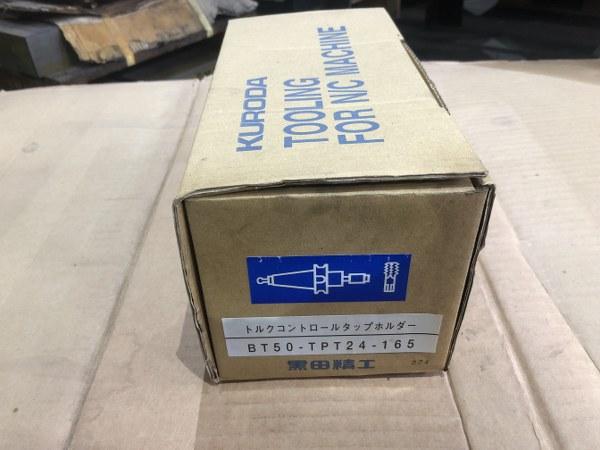 KURODA
TOOLING
FOR N/C MACHINE
トルクコントロールタップホルダー
BT50-TPT24-165
黒田精工